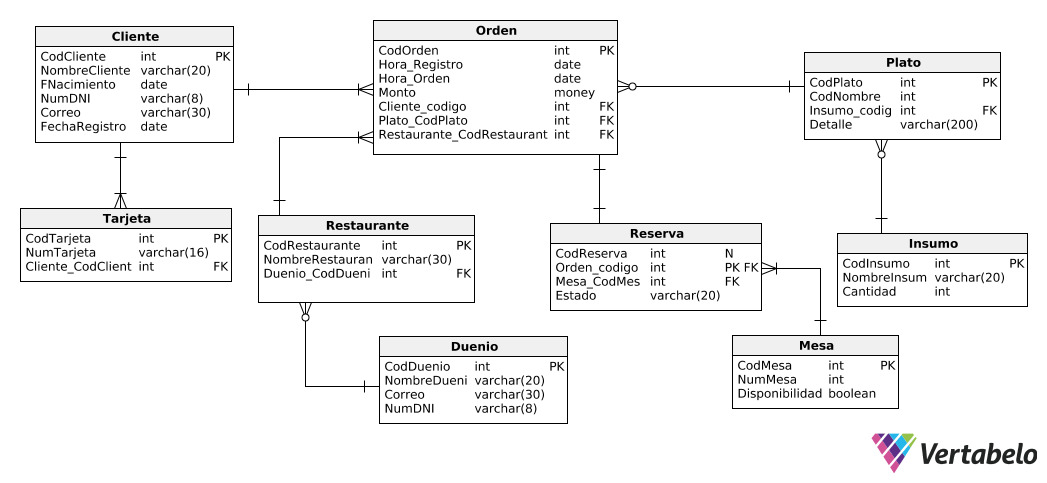 Cliente
CodCliente int PK
NombreCliente varchar(20)
FNacimiento date
NumDNI varchar(8)
Correo varchar(30)
FechaRegistro date
Orden
CodOrden int PK
Hora_Registro date
Hora_Orden date
Monto money
Cliente_codigo int FK
Plato_CodPlato int FK
Restaurante_CodRestaurant int FK
Plato
CodPlato int PK
CodNombre int
Insumo_codig int FK
Detalle varchar(200)
Tarjeta
CodTarjeta int PK
NumTarjeta varchar(16)
Cliente_CodClient int FK
Restaurante
CodRestaurante int PK
NombreRestauran varchar(30)
Duenio_CodDueni int FK
Reserva
CodReserva int N
Orden_codigo int PK FK
Mesa_CodMes int FK
Estado varchar(20)
Insumo
CodInsumo int PK
NombreInsum varchar(20)
Cantidad int
Duenio
CodDuenio int PK
NombreDueni varchar(20)
Correo varchar(30)
NumDNI varchar(8)
Mesa
CodMesa int PK
NumMesa int
Disponibilidad boolean
Vertabelo